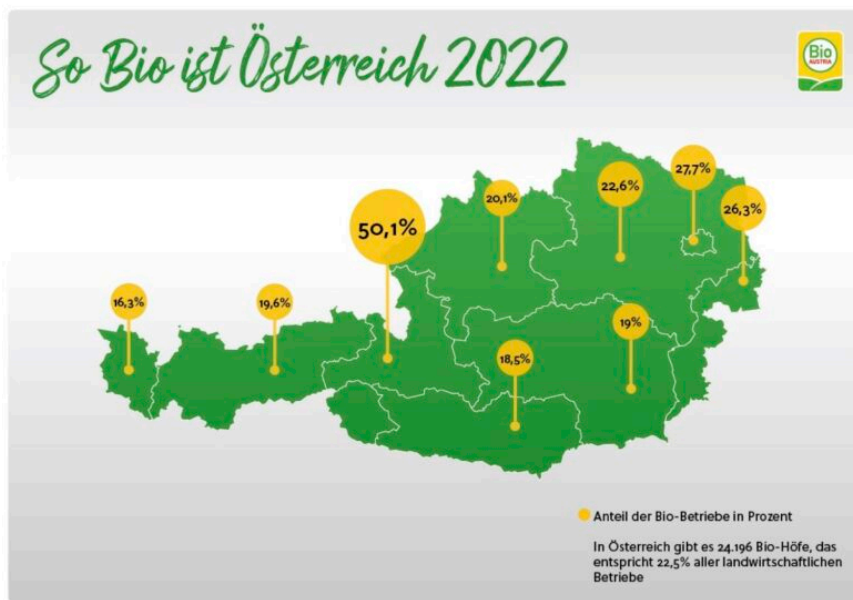 So Bio ist Österreich 2022
Bio
AUSTRIA
27,7%
22,6%
20,1%
26,3%
50,1%
16,3%
19,6%
19%
18,5%
Anteil der Bio-Betriebe in Prozent
In Österreich gibt es 24.196 Bio-Höfe, das
entspricht 22,5% aller landwirtschaftlichen
Betriebe